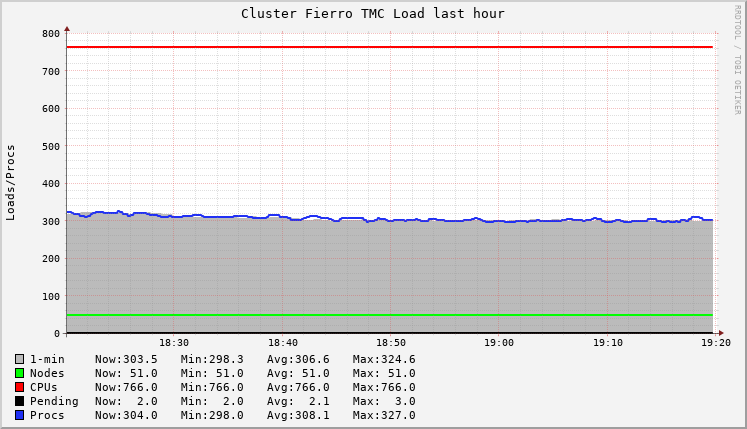 Cluster Fierro TMC Load last hour
RRDTOOL / TOBI OETIKER
Loads/Procs
800
700
600
500
400
300
200
100
0
18:30 18:40 18:50 19:00 19:10 19:20
1-min Now:303.5 Min:298.3 Avg:306.6 Max:324.6
Nodes Now: 51.0 Min: 51.0 Avg: 51.0 Max: 51.0
CPUs Now:766.0 Min:766.0 Avg:766.0 Max:766.0
Pending Now: 2.0 Min: 2.0 Avg: 2.1 Max: 3.0
Procs Now:304.0 Min:298.0 Avg:308.1 Max:327.0